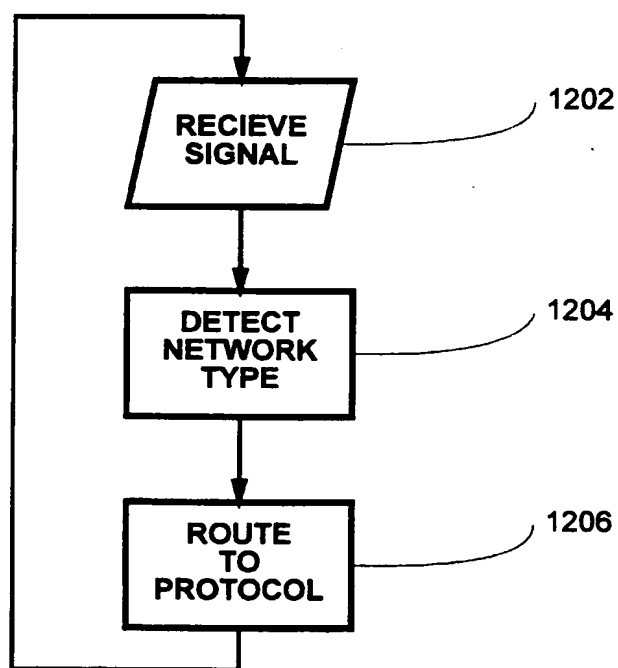 RECIEVE
SIGNAL
1202
DETECT
NETWORK
TYPE
1204
ROUTE
TO
PROTOCOL
1206